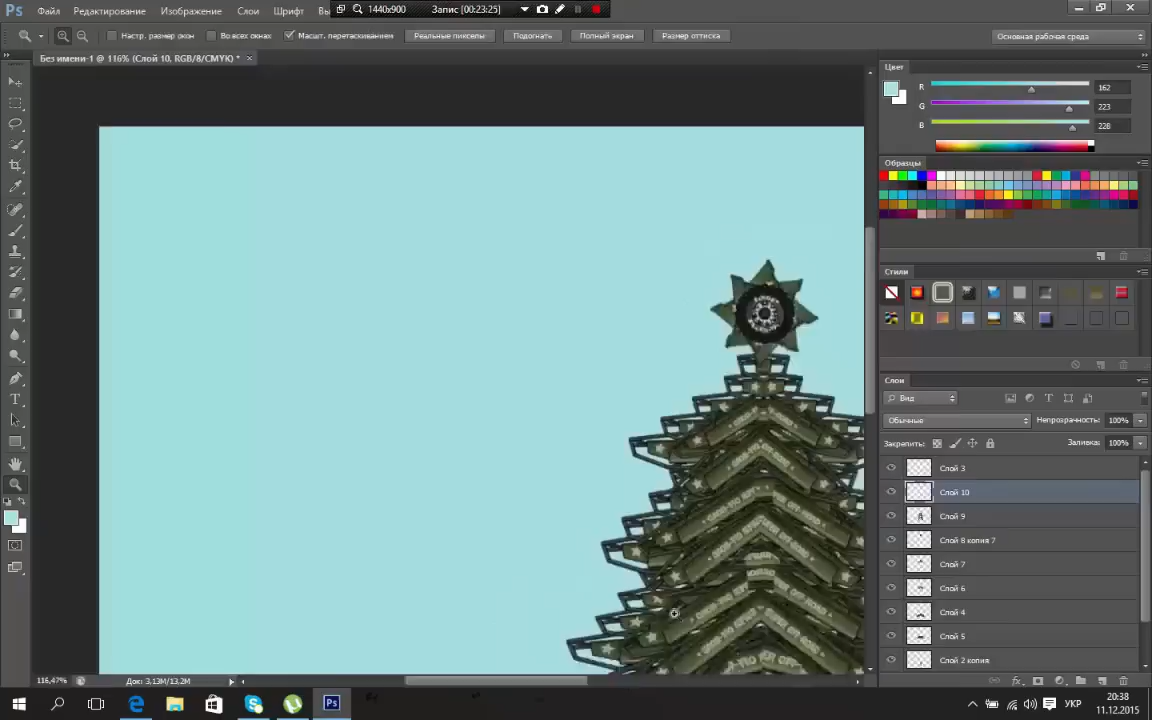 Ps Файл Редактирование Изображение Слои Шрифт Вы 1440x900 Запис [00:23:25]
Настр. размер окон Во всех окнах Масшт. перетаскиванием Реальные пикселы Подогнать Полный экран Размер оттиска Основная рабочая среда
Без имени-1 @ 116% (Слой 10, RGB/8/CMYK) * ×
Цвет
R 162
G 223
B 228
Образцы
Стили
Слои
Вид
Обычные Непрозрачность: 100%
Закрепить: Заливка: 100%
Слой 3
Слой 10
Слой 9
Слой 8 копия 7
Слой 7
Слой 6
Слой 4
Слой 5
Слой 2 копия
116,47% Док: 3,13M/13,2M
УКР
20:38
11.12.2015